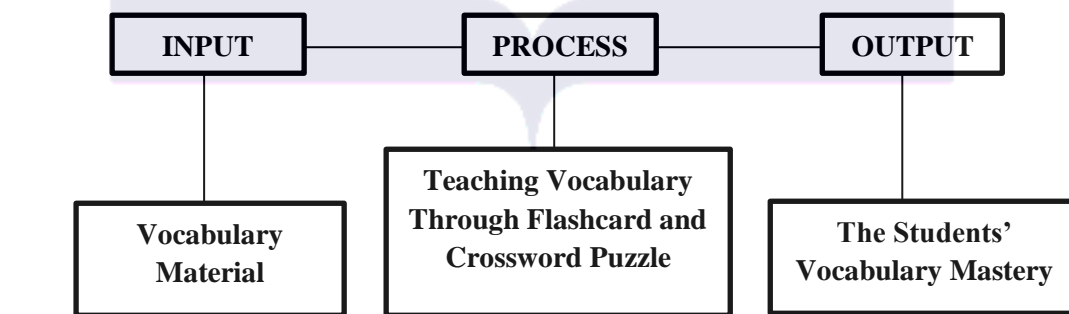 INPUT
PROCESS
OUTPUT
Vocabulary
Material
Teaching Vocabulary
Through Flashcard and
Crossword Puzzle
The Students’
Vocabulary Mastery